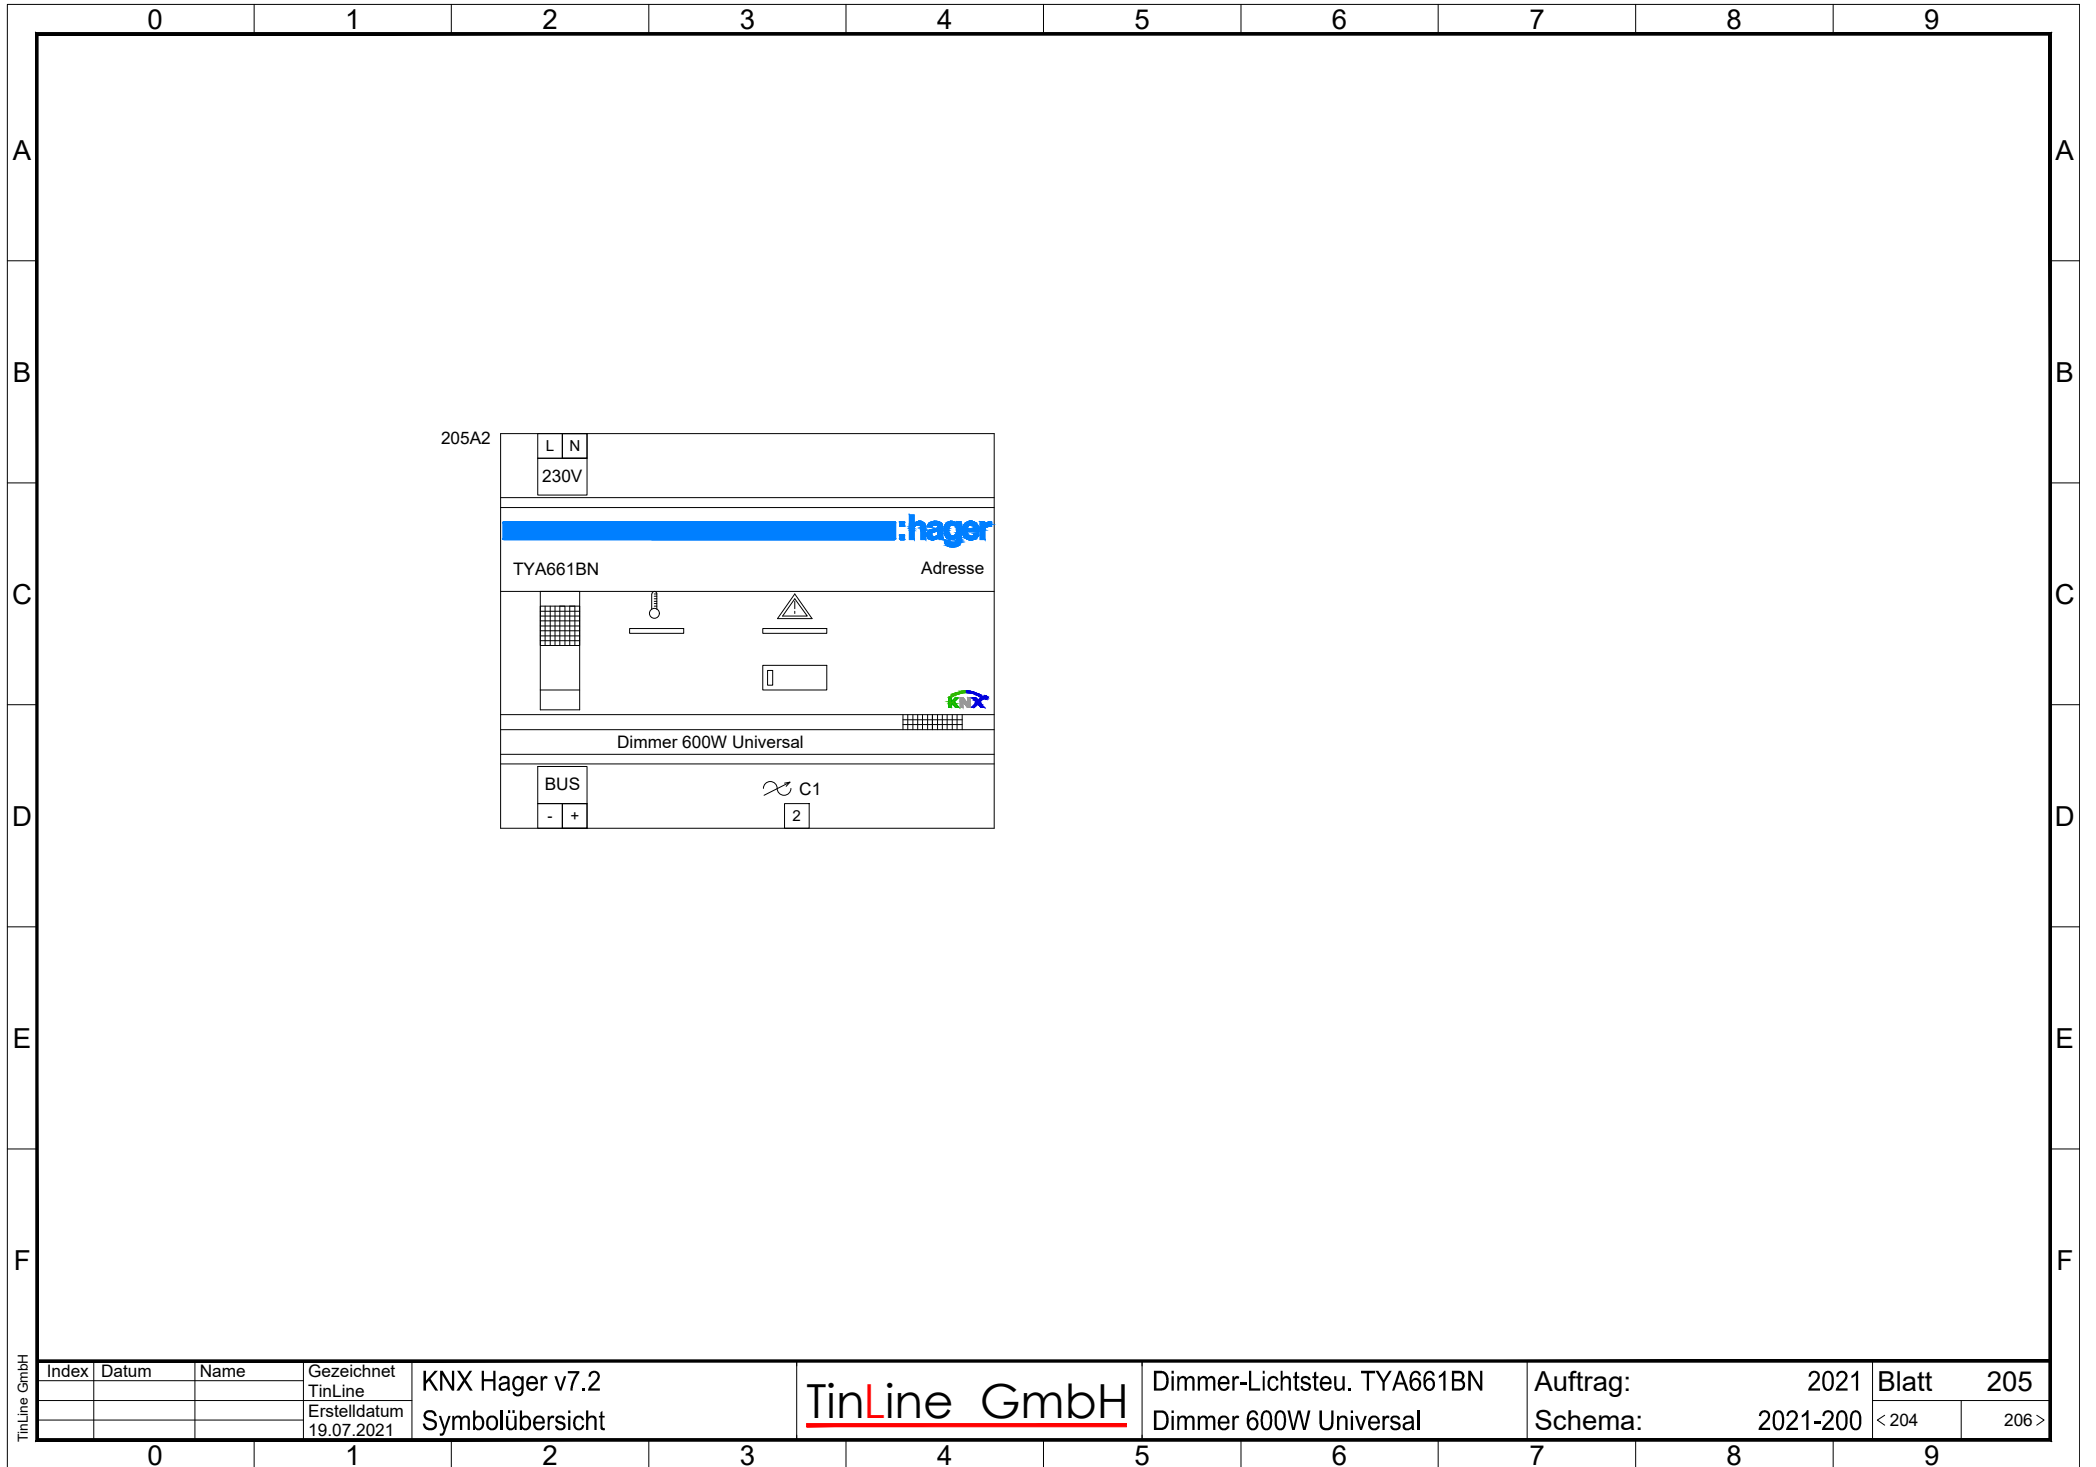 0 1 2 3 4 5 6 7 8 9
A A
B B
205A2
L N
230V
:hager
TYA661BN Adresse
C C
KNX
Dimmer 600W Universal
BUS C1
- + 2
D D
E E
F F
TinLine GmbH
Index Datum Name Gezeichnet
TinLine
Erstelldatum
19.07.2021
KNX Hager v7.2
Symbolübersicht
TinLine GmbH
Dimmer-Lichtsteu. TYA661BN
Dimmer 600W Universal
Auftrag: 2021
Schema: 2021-200
Blatt 205
< 204 206 >
0 1 2 3 4 5 6 7 8 9